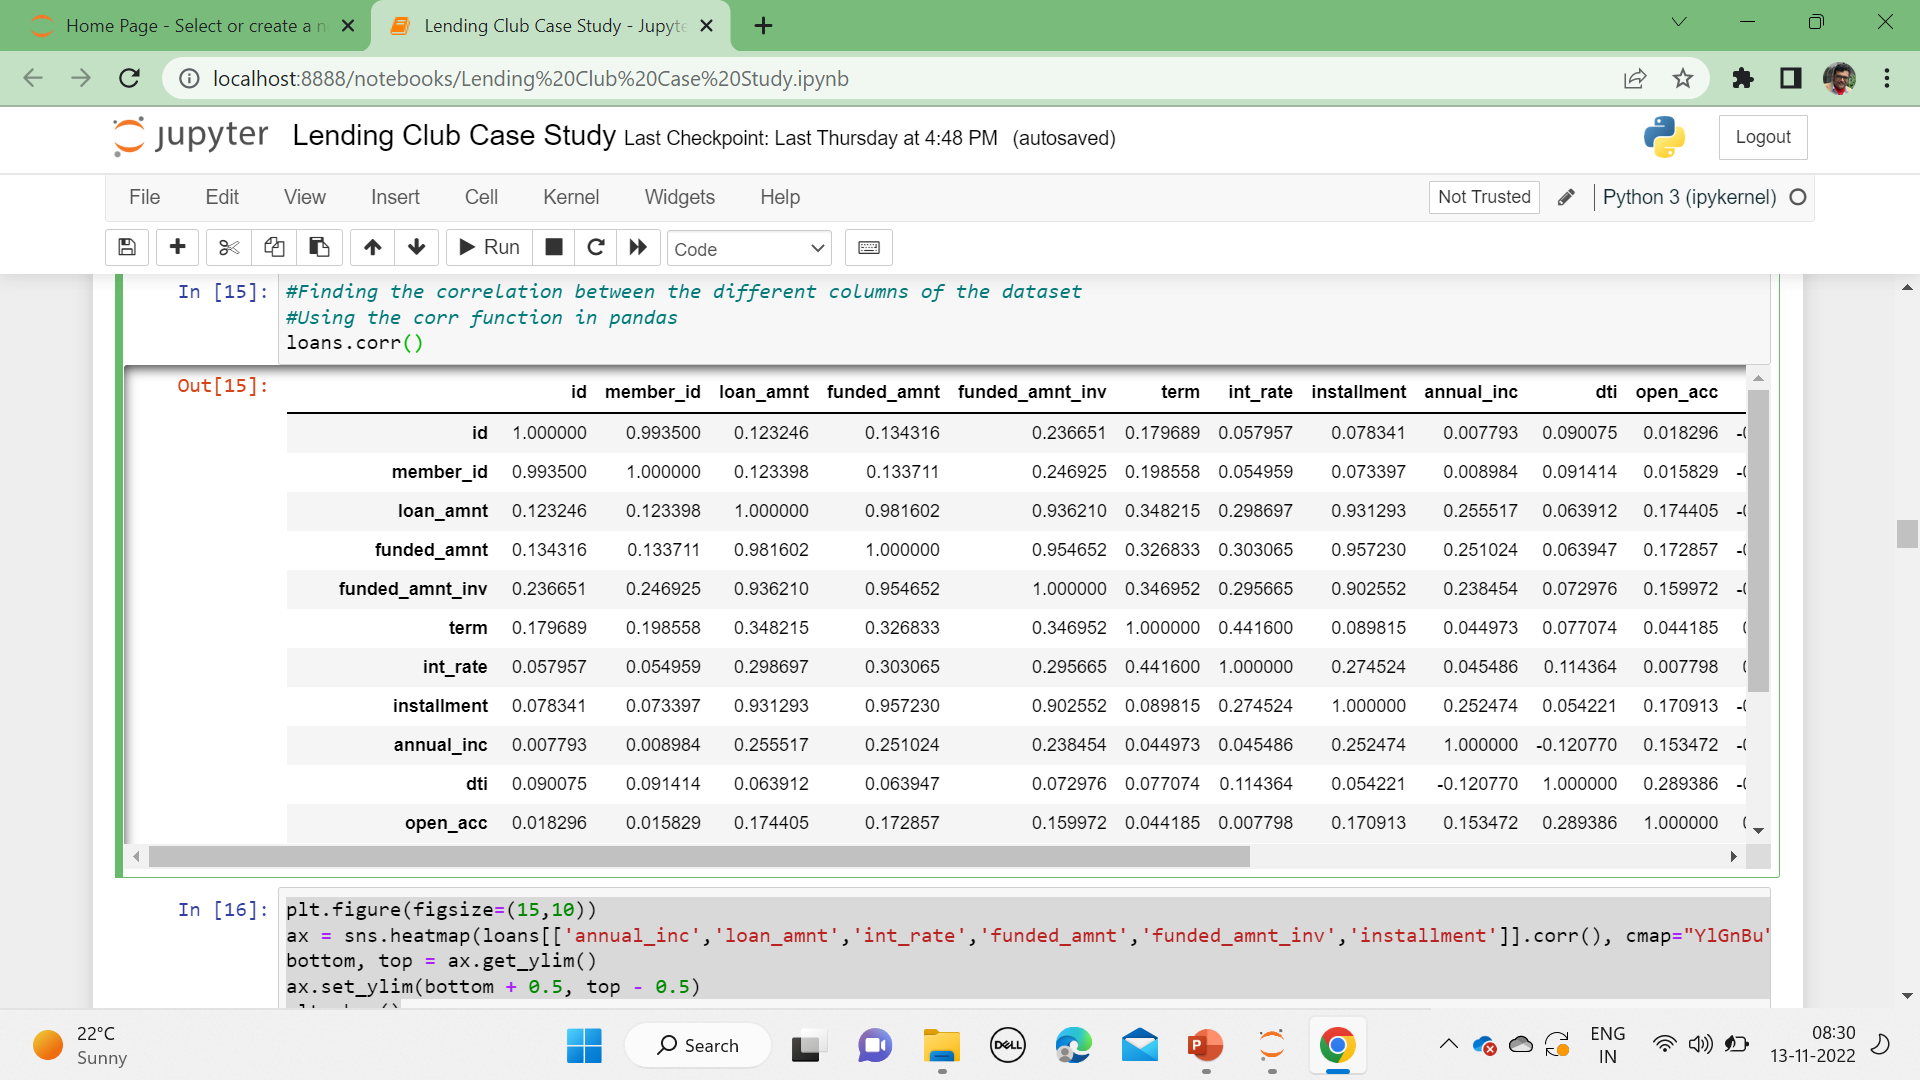 Home Page - Select or create a n
Lending Club Case Study - Jupyte
localhost:8888/notebooks/Lending%20Club%20Case%20Study.ipynb
jupyter Lending Club Case Study Last Checkpoint: Last Thursday at 4:48 PM (autosaved)
Logout
File Edit View Insert Cell Kernel Widgets Help
Not Trusted
Python 3 (ipykernel)
Run
Code
In [15]: #Finding the correlation between the different columns of the dataset
#Using the corr function in pandas
loans.corr()
Out[15]:
id member_id loan_amnt funded_amnt funded_amnt_inv term int_rate installment annual_inc dti open_acc
id 1.000000 0.993500 0.123246 0.134316 0.236651 0.179689 0.057957 0.078341 0.007793 0.090075 0.018296
member_id 0.993500 1.000000 0.123398 0.133711 0.246925 0.198558 0.054959 0.073397 0.008984 0.091414 0.015829
loan_amnt 0.123246 0.123398 1.000000 0.981602 0.936210 0.348215 0.298697 0.931293 0.255517 0.063912 0.174405
funded_amnt 0.134316 0.133711 0.981602 1.000000 0.954652 0.326833 0.303065 0.957230 0.251024 0.063947 0.172857
funded_amnt_inv 0.236651 0.246925 0.936210 0.954652 1.000000 0.346952 0.295665 0.902552 0.238454 0.072976 0.159972
term 0.179689 0.198558 0.348215 0.326833 0.346952 1.000000 0.441600 0.089815 0.044973 0.077074 0.044185
int_rate 0.057957 0.054959 0.298697 0.303065 0.295665 0.441600 1.000000 0.274524 0.045486 0.114364 0.007798
installment 0.078341 0.073397 0.931293 0.957230 0.902552 0.089815 0.274524 1.000000 0.252474 0.054221 0.170913
annual_inc 0.007793 0.008984 0.255517 0.251024 0.238454 0.044973 0.045486 0.252474 1.000000 -0.120770 0.153472
dti 0.090075 0.091414 0.063912 0.063947 0.072976 0.077074 0.114364 0.054221 -0.120770 1.000000 0.289386
open_acc 0.018296 0.015829 0.174405 0.172857 0.159972 0.044185 0.007798 0.170913 0.153472 0.289386 1.000000
In [16]: plt.figure(figsize=(15,10))
ax = sns.heatmap(loans[['annual_inc','loan_amnt','int_rate','funded_amnt','funded_amnt_inv','installment']].corr(), cmap="YlGnBu"
bottom, top = ax.get_ylim()
ax.set_ylim(bottom + 0.5, top - 0.5)
22°C
Sunny
Search
DELL
P
ENG
IN
08:30
13-11-2022